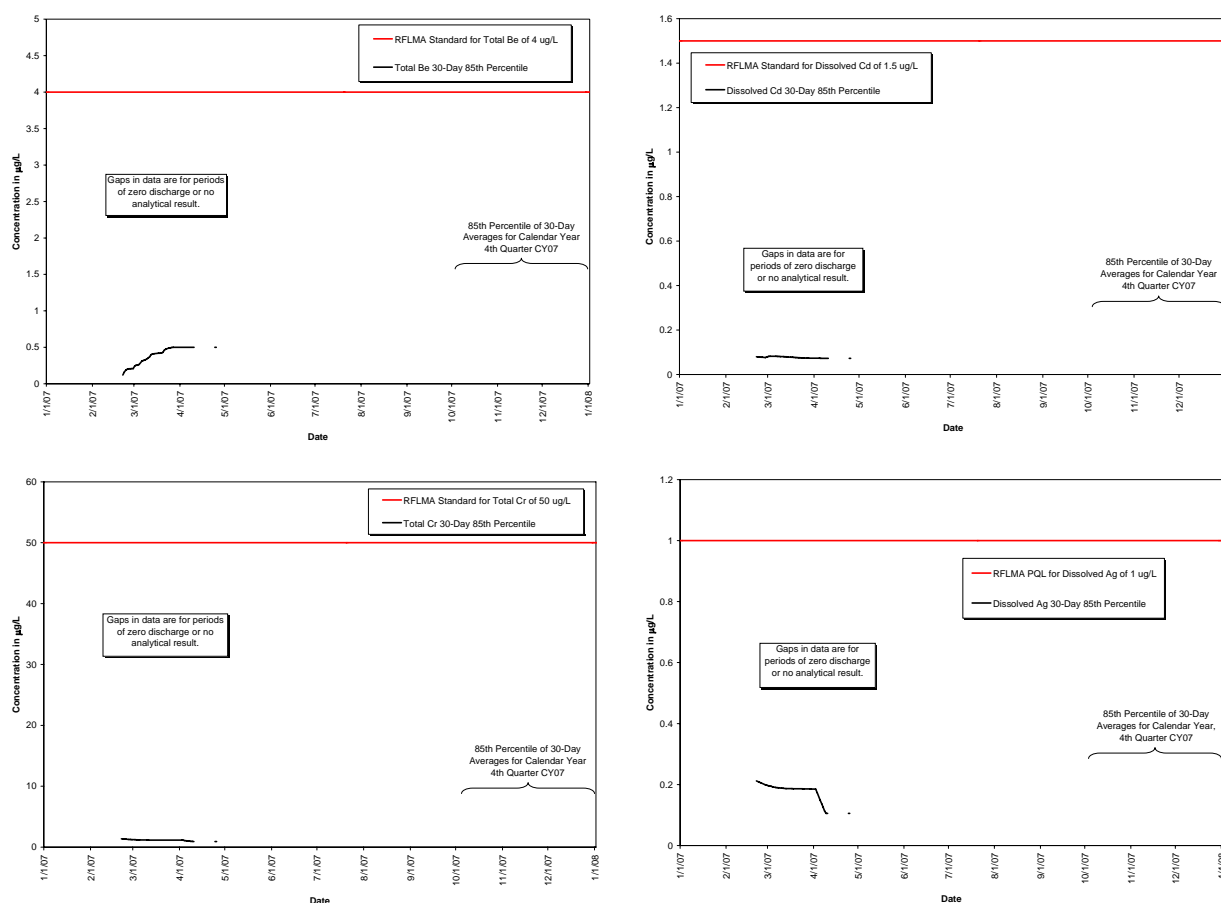 5
4.5
4
3.5
3
2.5
2
1.5
1
0.5
0
Concentration in µg/L
RFLMA Standard for Total Be of 4 ug/L
Total Be 30-Day 85th Percentile
Gaps in data are for periods
of zero discharge or no
analytical result.
85th Percentile of 30-Day
Averages for Calendar Year
4th Quarter CY07
1/1/07
2/1/07
3/1/07
4/1/07
5/1/07
6/1/07
7/1/07
8/1/07
9/1/07
10/1/07
11/1/07
12/1/07
1/1/08
Date
1.6
1.4
1.2
1
0.8
0.6
0.4
0.2
0
Concentration in µg/L
RFLMA Standard for Dissolved Cd of 1.5 ug/L
Dissolved Cd 30-Day 85th Percentile
Gaps in data are for
periods of zero discharge
or no analytical result.
85th Percentile of 30-Day
Averages for Calendar Year
4th Quarter CY07
1/1/07
2/1/07
3/1/07
4/1/07
5/1/07
6/1/07
7/1/07
8/1/07
9/1/07
10/1/07
11/1/07
12/1/07
Date
60
50
40
30
20
10
0
Concentration in µg/L
RFLMA Standard for Total Cr of 50 ug/L
Total Cr 30-Day 85th Percentile
Gaps in data are for periods
of zero discharge or no
analytical result.
85th Percentile of 30-Day
Averages for Calendar Year
4th Quarter CY07
1/1/07
2/1/07
3/1/07
4/1/07
5/1/07
6/1/07
7/1/07
8/1/07
9/1/07
10/1/07
11/1/07
12/1/07
1/1/08
Date
1.2
1
0.8
0.6
0.4
0.2
0
Concentration in µg/L
RFLMA PQL for Dissolved Ag of 1 ug/L
Dissolved Ag 30-Day 85th Percentile
Gaps in data are for
periods of zero discharge
or no analytical result.
85th Percentile of 30-Day
Averages for Calendar Year,
4th Quarter CY07
1/1/07
2/1/07
3/1/07
4/1/07
5/1/07
6/1/07
7/1/07
8/1/07
9/1/07
10/1/07
11/1/07
12/1/07
Date